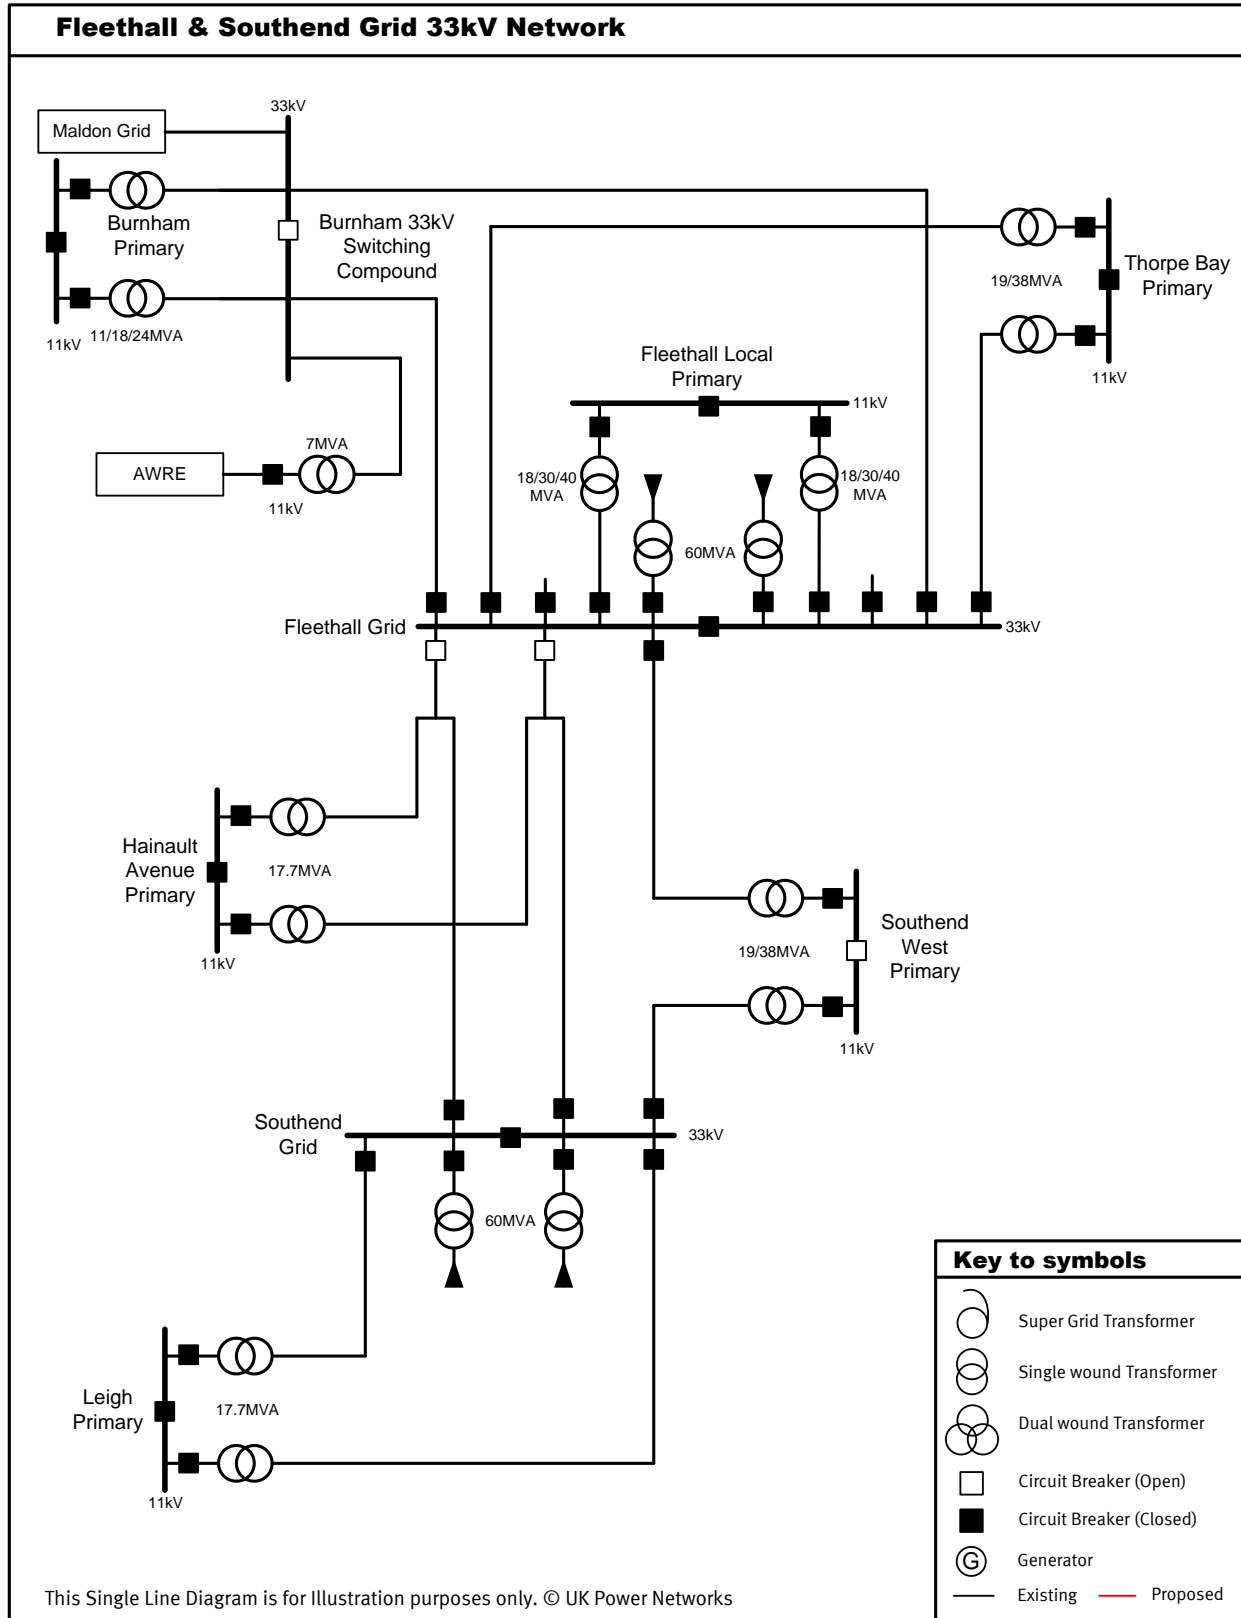 Fleethall & Southend Grid 33kV Network
33kV
Maldon Grid
Burnham
Primary
Burnham 33kV
Switching
Compound
11kV
11/18/24MVA
19/38MVA
Thorpe Bay
Primary
11kV
Fleethall Local
Primary
11kV
7MVA
AWRE
11kV
18/30/40
MVA
18/30/40
MVA
60MVA
Fleethall Grid
33kV
Hainault
Avenue
Primary
17.7MVA
11kV
19/38MVA
Southend
West
Primary
11kV
Southend
Grid
33kV
60MVA
Leigh
Primary
17.7MVA
11kV
Key to symbols
Super Grid Transformer
Single wound Transformer
Dual wound Transformer
Circuit Breaker (Open)
Circuit Breaker (Closed)
G Generator
Existing Proposed
This Single Line Diagram is for Illustration purposes only. © UK Power Networks